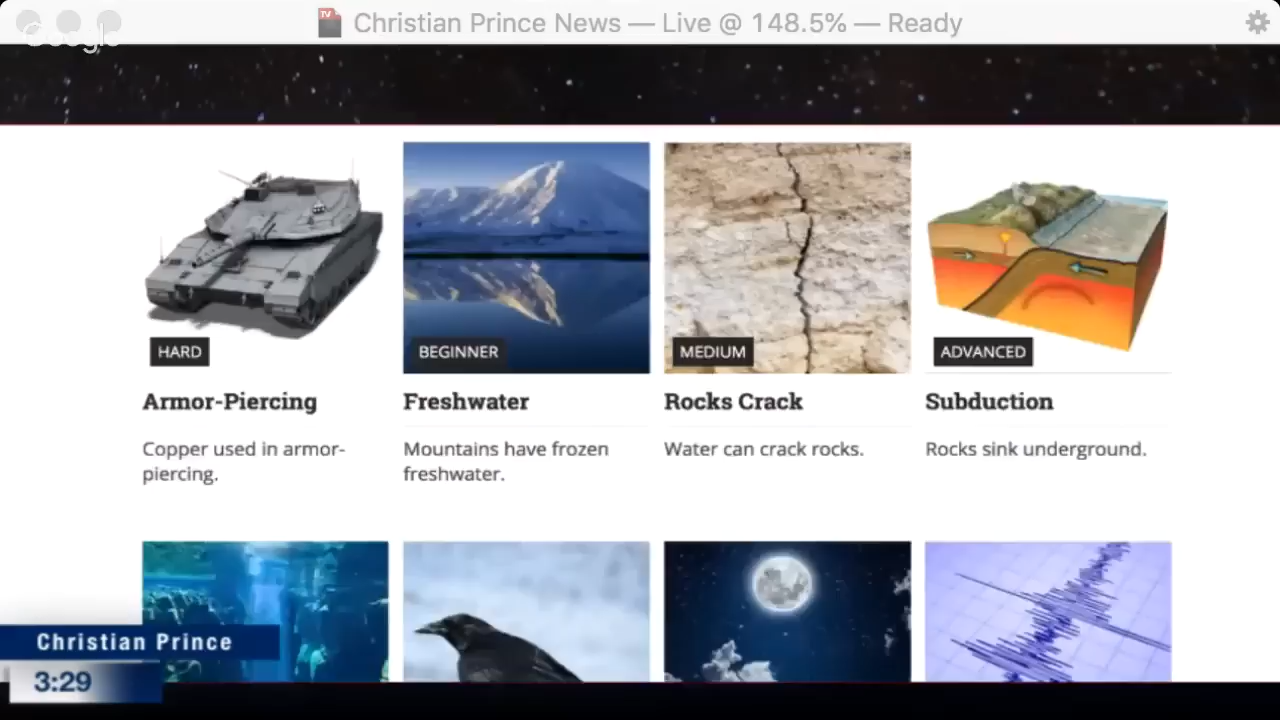 Christian Prince News — Live @ 148.5% — Ready
Google
HARD
BEGINNER
MEDIUM
ADVANCED
Armor-Piercing
Freshwater
Rocks Crack
Subduction
Copper used in armor-
piercing.
Mountains have frozen
freshwater.
Water can crack rocks.
Rocks sink underground.
Christian Prince
3:29